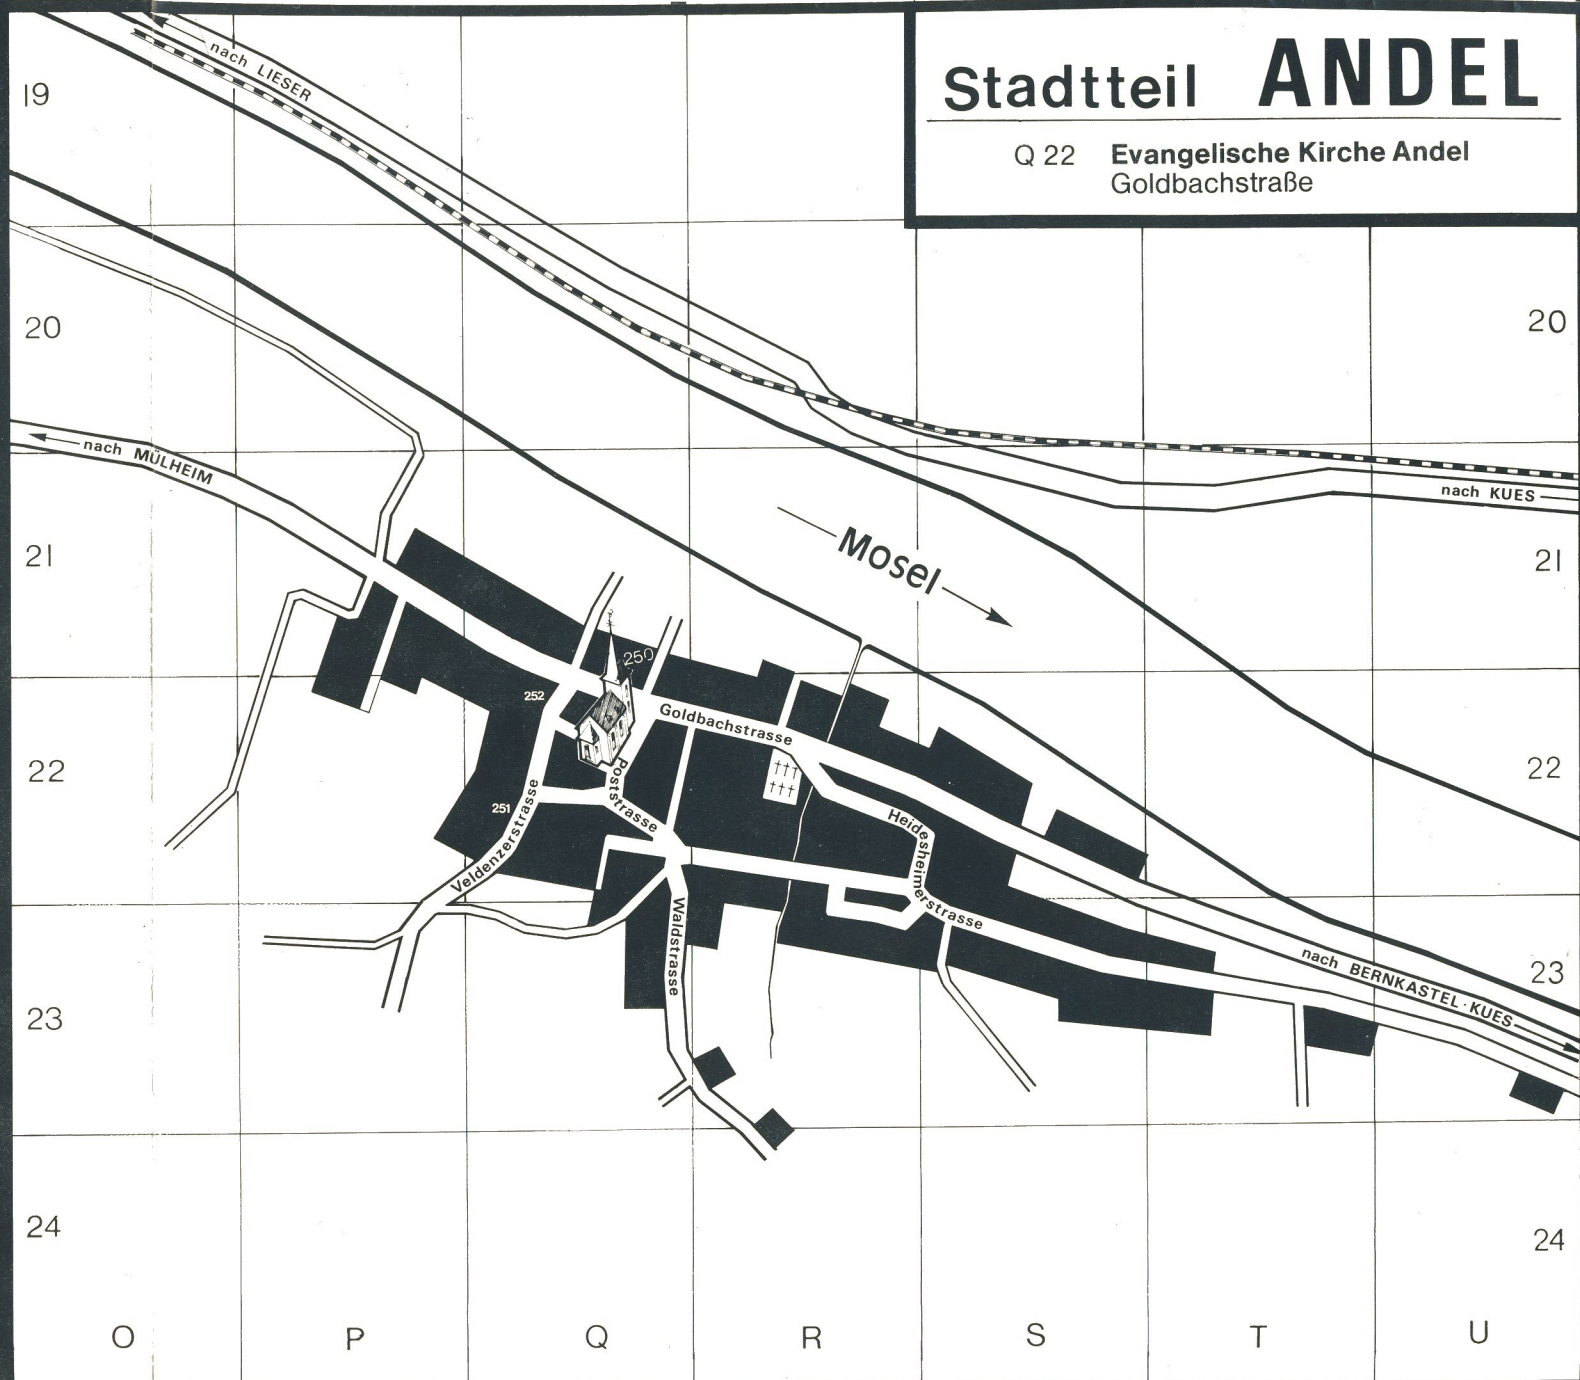 Stadtteil ANDEL
Q 22 Evangelische Kirche Andel
Goldbachstraße
19
nach LIESER
20
20
nach MÜLHEIM
nach KUES
21
Mosel
21
250
252
Goldbachstrasse
22
Poststrasse
22
251
Veldenzerstrasse
Heidesheimerstrasse
Waldstrasse
nach BERNKASTEL-KUES
23
23
24
24
O P Q R S T U